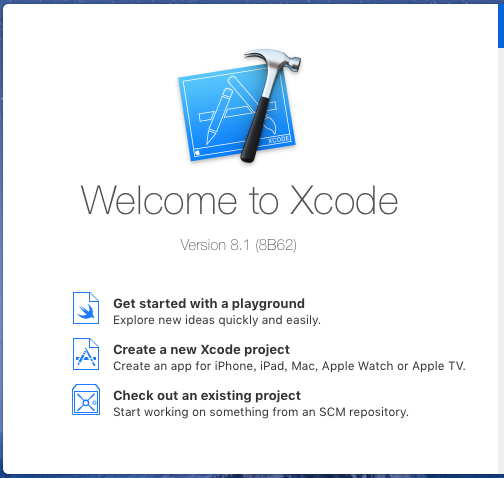 XCODE
Welcome to Xcode
Version 8.1 (8B62)
Get started with a playground
Explore new ideas quickly and easily.
Create a new Xcode project
Create an app for iPhone, iPad, Mac, Apple Watch or Apple TV.
Check out an existing project
Start working on something from an SCM repository.